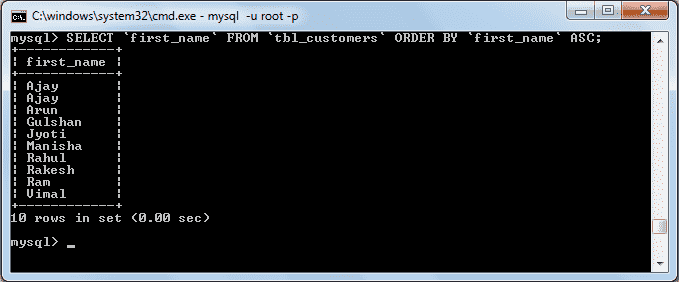 C:\windows\system32\cmd.exe - mysql -u root -p
mysql> SELECT `first_name` FROM `tbl_customers` ORDER BY `first_name` ASC;
+------------+
| first_name |
+------------+
| Ajay       |
| Ajay       |
| Arun       |
| Gulshan    |
| Jyoti      |
| Manisha    |
| Rahul      |
| Rakesh     |
| Ram        |
| Vimal      |
+------------+
10 rows in set (0.00 sec)
mysql> _